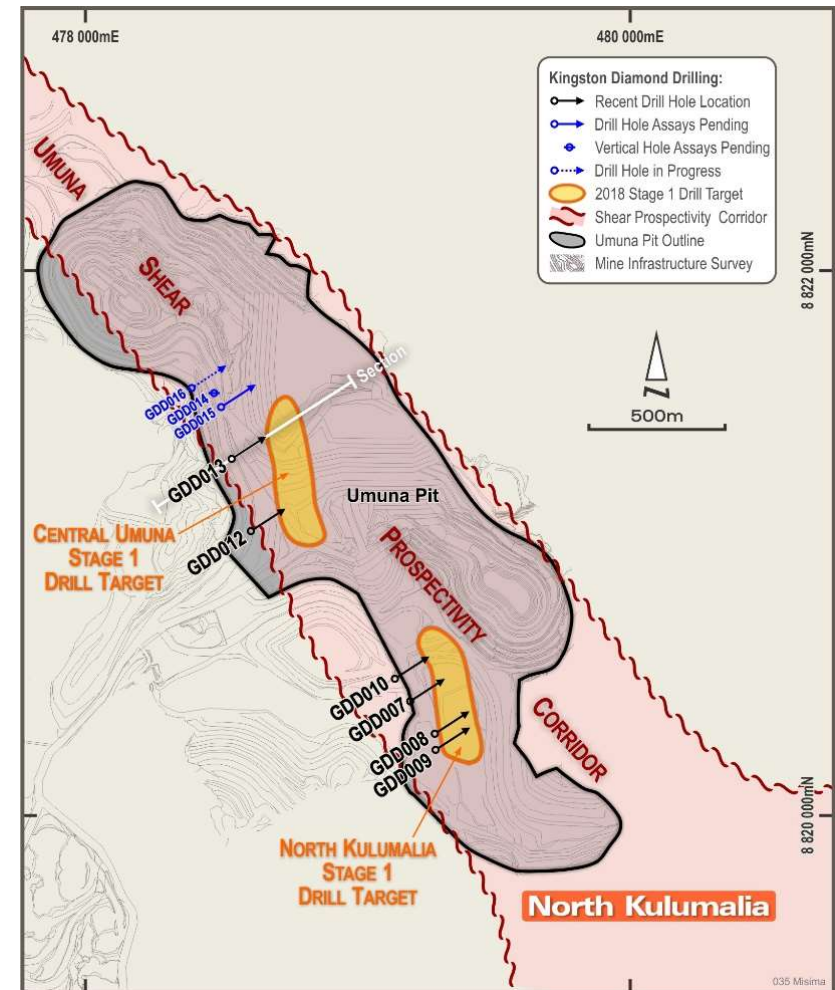 478 000mE
480 000mE
Kingston Diamond Drilling:
Recent Drill Hole Location
Drill Hole Assays Pending
Vertical Hole Assays Pending
Drill Hole in Progress
2018 Stage 1 Drill Target
Shear Prospectivity Corridor
Umuna Pit Outline
Mine Infrastructure Survey
UMUNA
SHEAR
8 822 000mN
N
500m
Section
GDD016
GDD014
GDD015
GDD013
GDD012
Umuna Pit
CENTRAL UMUNA
STAGE 1
DRILL TARGET
PROSPECTIVITY
GDD010
GDD007
GDD008
GDD009
CORRIDOR
8 820 000mN
NORTH KULUMALIA
STAGE 1
DRILL TARGET
North Kulumalia
035 Misima